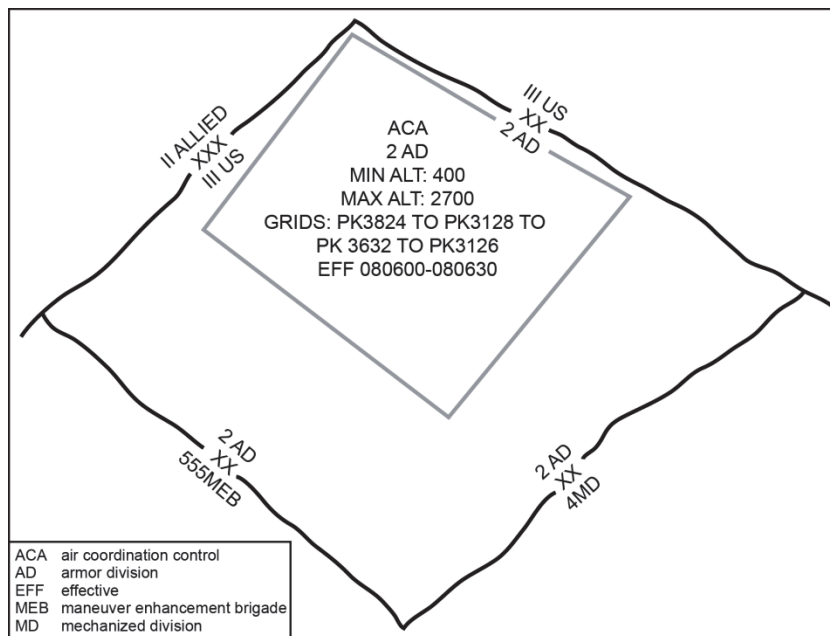 II ALLIED
XXX
III US
III US
XX
2 AD
ACA
2 AD
MIN ALT: 400
MAX ALT: 2700
GRIDS: PK3824 TO PK3128 TO
PK 3632 TO PK3126
EFF 080600-080630
2 AD
XX
555MEB
2 AD
XX
4MD
ACA air coordination control
AD armor division
EFF effective
MEB maneuver enhancement brigade
MD mechanized division